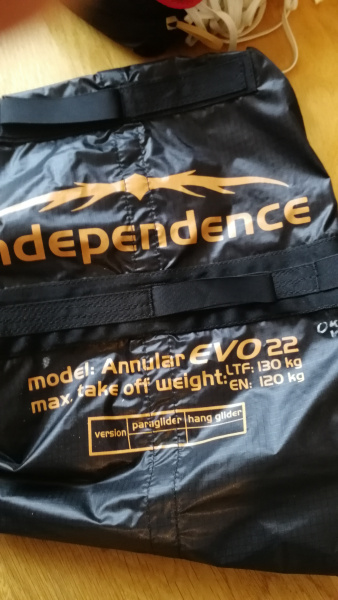 ndependence
OK
model: Annular EVO 22
max. take off weight: LTF: 130 kg
EN: 120 kg
version paraglider hang glider